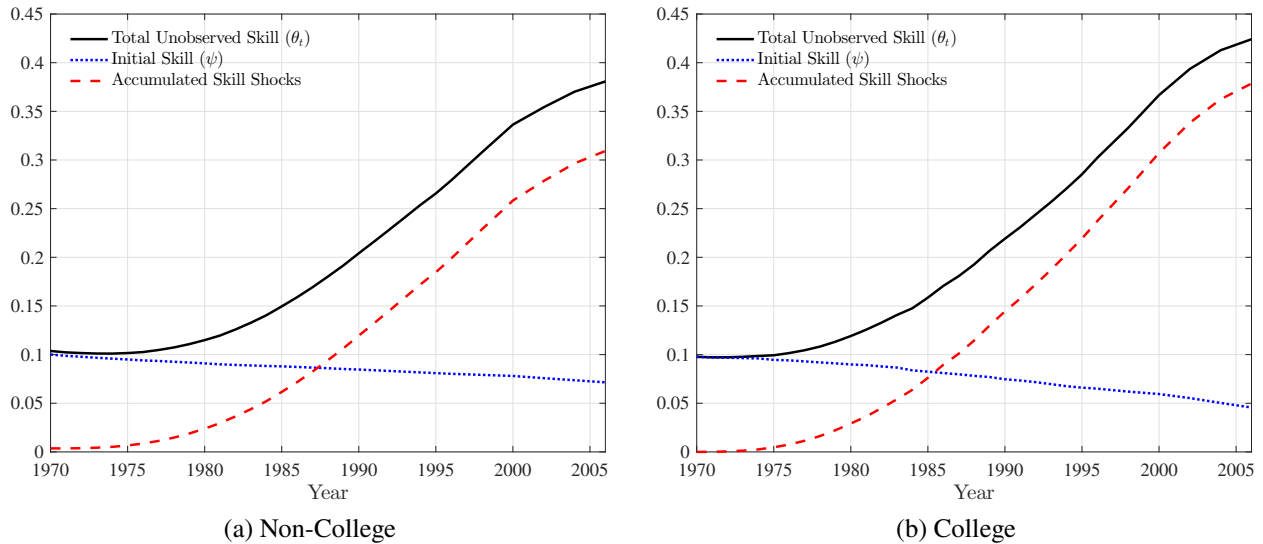 Total Unobserved Skill (θt)
Initial Skill (ψ)
Accumulated Skill Shocks
0.45
0.4
0.35
0.3
0.25
0.2
0.15
0.1
0.05
0
1970 1975 1980 1985 1990 1995 2000 2005
Year
(a) Non-College
Total Unobserved Skill (θt)
Initial Skill (ψ)
Accumulated Skill Shocks
0.45
0.4
0.35
0.3
0.25
0.2
0.15
0.1
0.05
0
1970 1975 1980 1985 1990 1995 2000 2005
Year
(b) College